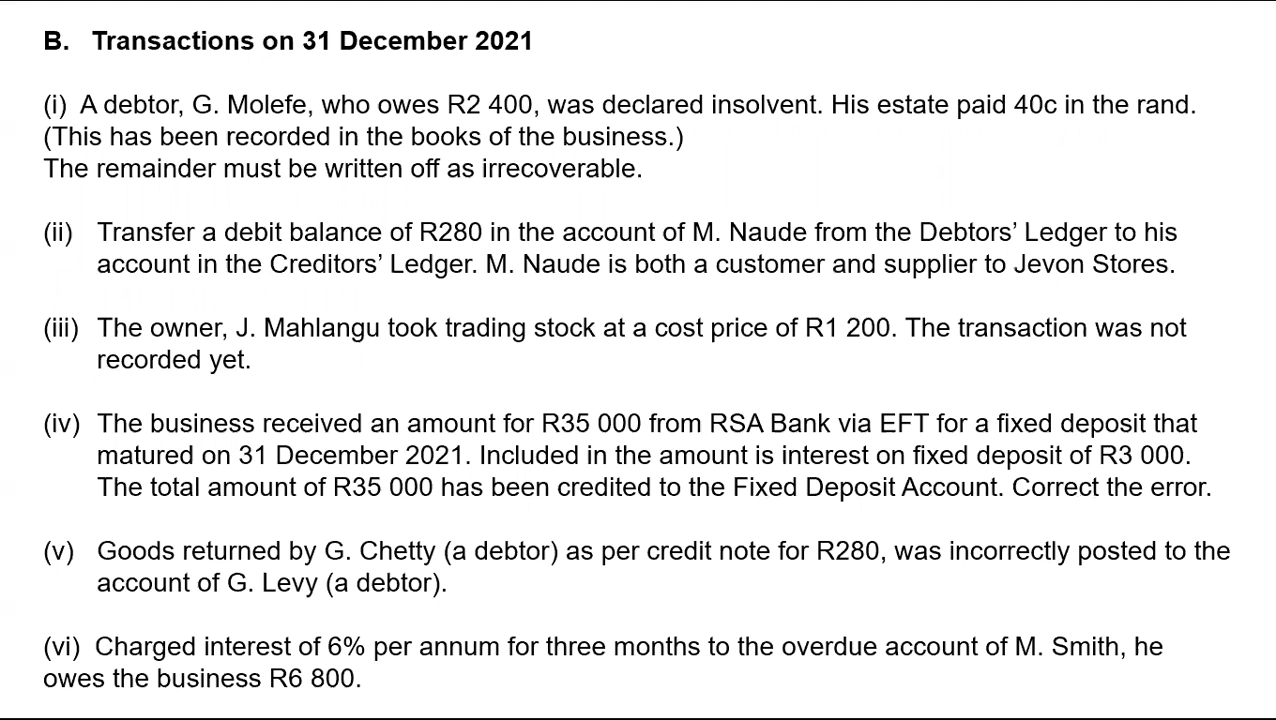 B. Transactions on 31 December 2021
(i) A debtor, G. Molefe, who owes R2 400, was declared insolvent. His estate paid 40c in the rand.
(This has been recorded in the books of the business.)
The remainder must be written off as irrecoverable.
(ii) Transfer a debit balance of R280 in the account of M. Naude from the Debtors’ Ledger to his
account in the Creditors’ Ledger. M. Naude is both a customer and supplier to Jevon Stores.
(iii) The owner, J. Mahlangu took trading stock at a cost price of R1 200. The transaction was not
recorded yet.
(iv) The business received an amount for R35 000 from RSA Bank via EFT for a fixed deposit that
matured on 31 December 2021. Included in the amount is interest on fixed deposit of R3 000.
The total amount of R35 000 has been credited to the Fixed Deposit Account. Correct the error.
(v) Goods returned by G. Chetty (a debtor) as per credit note for R280, was incorrectly posted to the
account of G. Levy (a debtor).
(vi) Charged interest of 6% per annum for three months to the overdue account of M. Smith, he
owes the business R6 800.